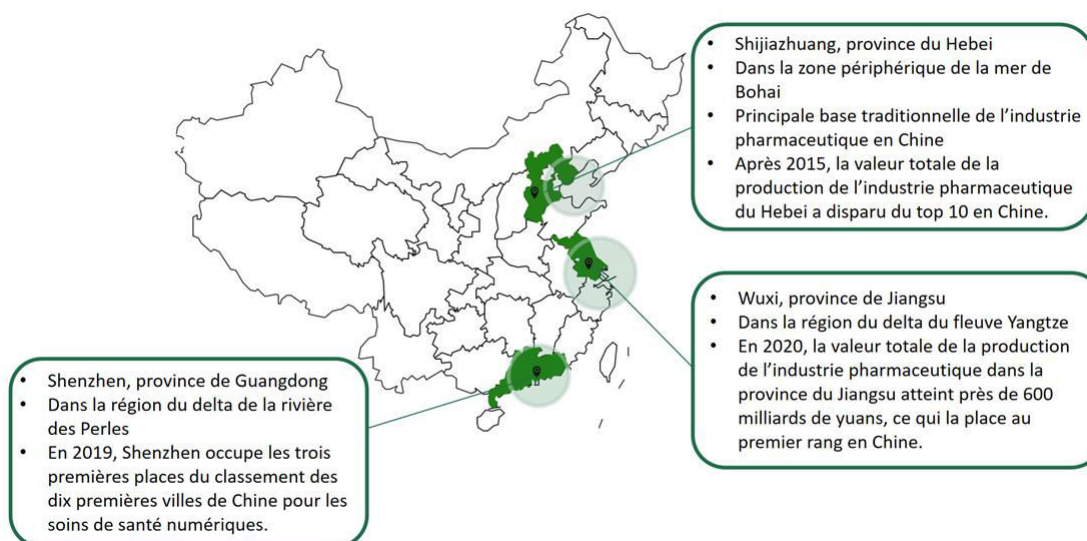 • Shijiazhuang, province du Hebei
• Dans la zone périphérique de la mer de
Bohai
• Principale base traditionnelle de l’industrie
pharmaceutique en Chine
• Après 2015, la valeur totale de la
production de l’industrie pharmaceutique
du Hebei a disparu du top 10 en Chine.
• Wuxi, province de Jiangsu
• Dans la région du delta du fleuve Yangtze
• En 2020, la valeur totale de la production
de l’industrie pharmaceutique dans la
province du Jiangsu atteint près de 600
milliards de yuans, ce qui la place au
premier rang en Chine.
• Shenzhen, province de Guangdong
• Dans la région du delta de la rivière
des Perles
• En 2019, Shenzhen occupe les trois
premières places du classement des
dix premières villes de Chine pour les
soins de santé numériques.